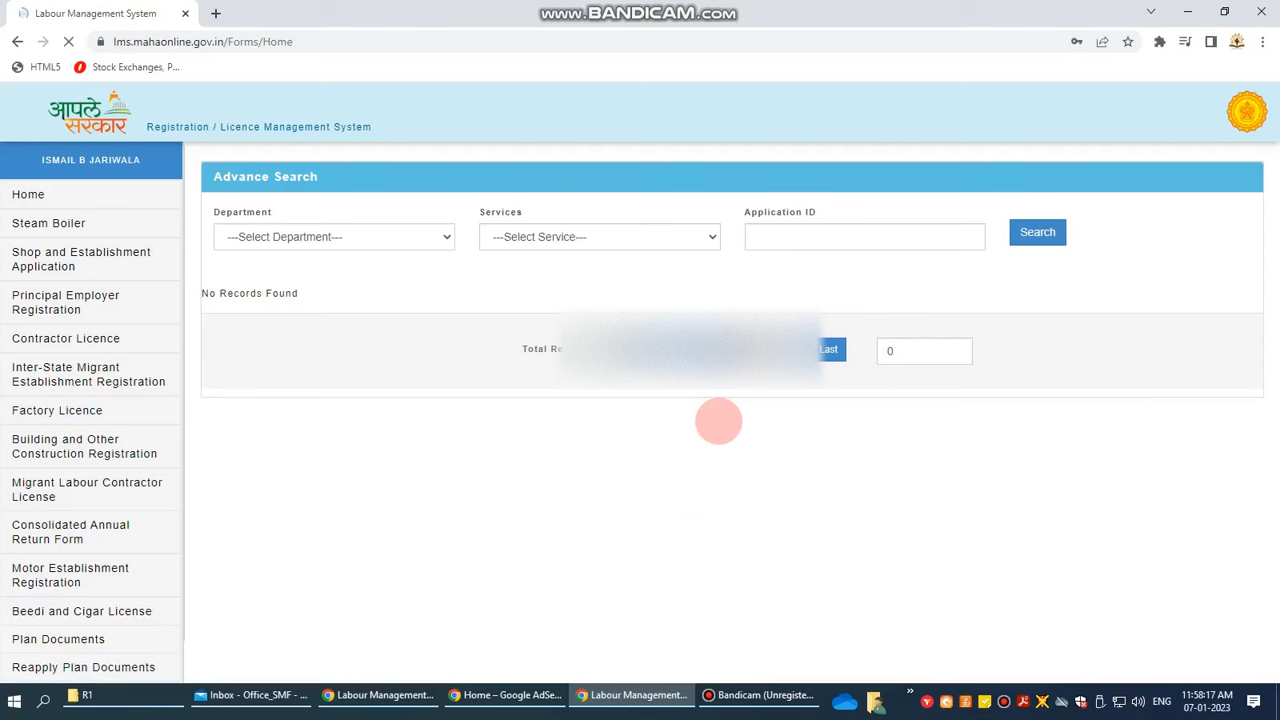 Labour Management System
www.BANDICAM.com
lms.mahaonline.gov.in/Forms/Home
HTML5
Stock Exchanges, P...
आपले
सरकार
Registration / Licence Management System
ISMAIL B JARIWALA
Home
Steam Boiler
Shop and Establishment
Application
Principal Employer
Registration
Contractor Licence
Inter-State Migrant
Establishment Registration
Factory Licence
Building and Other
Construction Registration
Migrant Labour Contractor
License
Consolidated Annual
Return Form
Motor Establishment
Registration
Beedi and Cigar License
Plan Documents
Reapply Plan Documents
Advance Search
Department
Services
Application ID
---Select Department---
---Select Service---
Search
No Records Found
Total Re
Last
0
R1
Inbox - Office_SMF - ...
Labour Management...
Home – Google AdSe...
Labour Management...
Bandicam (Unregiste...
ENG
11:58:17 AM
07-01-2023